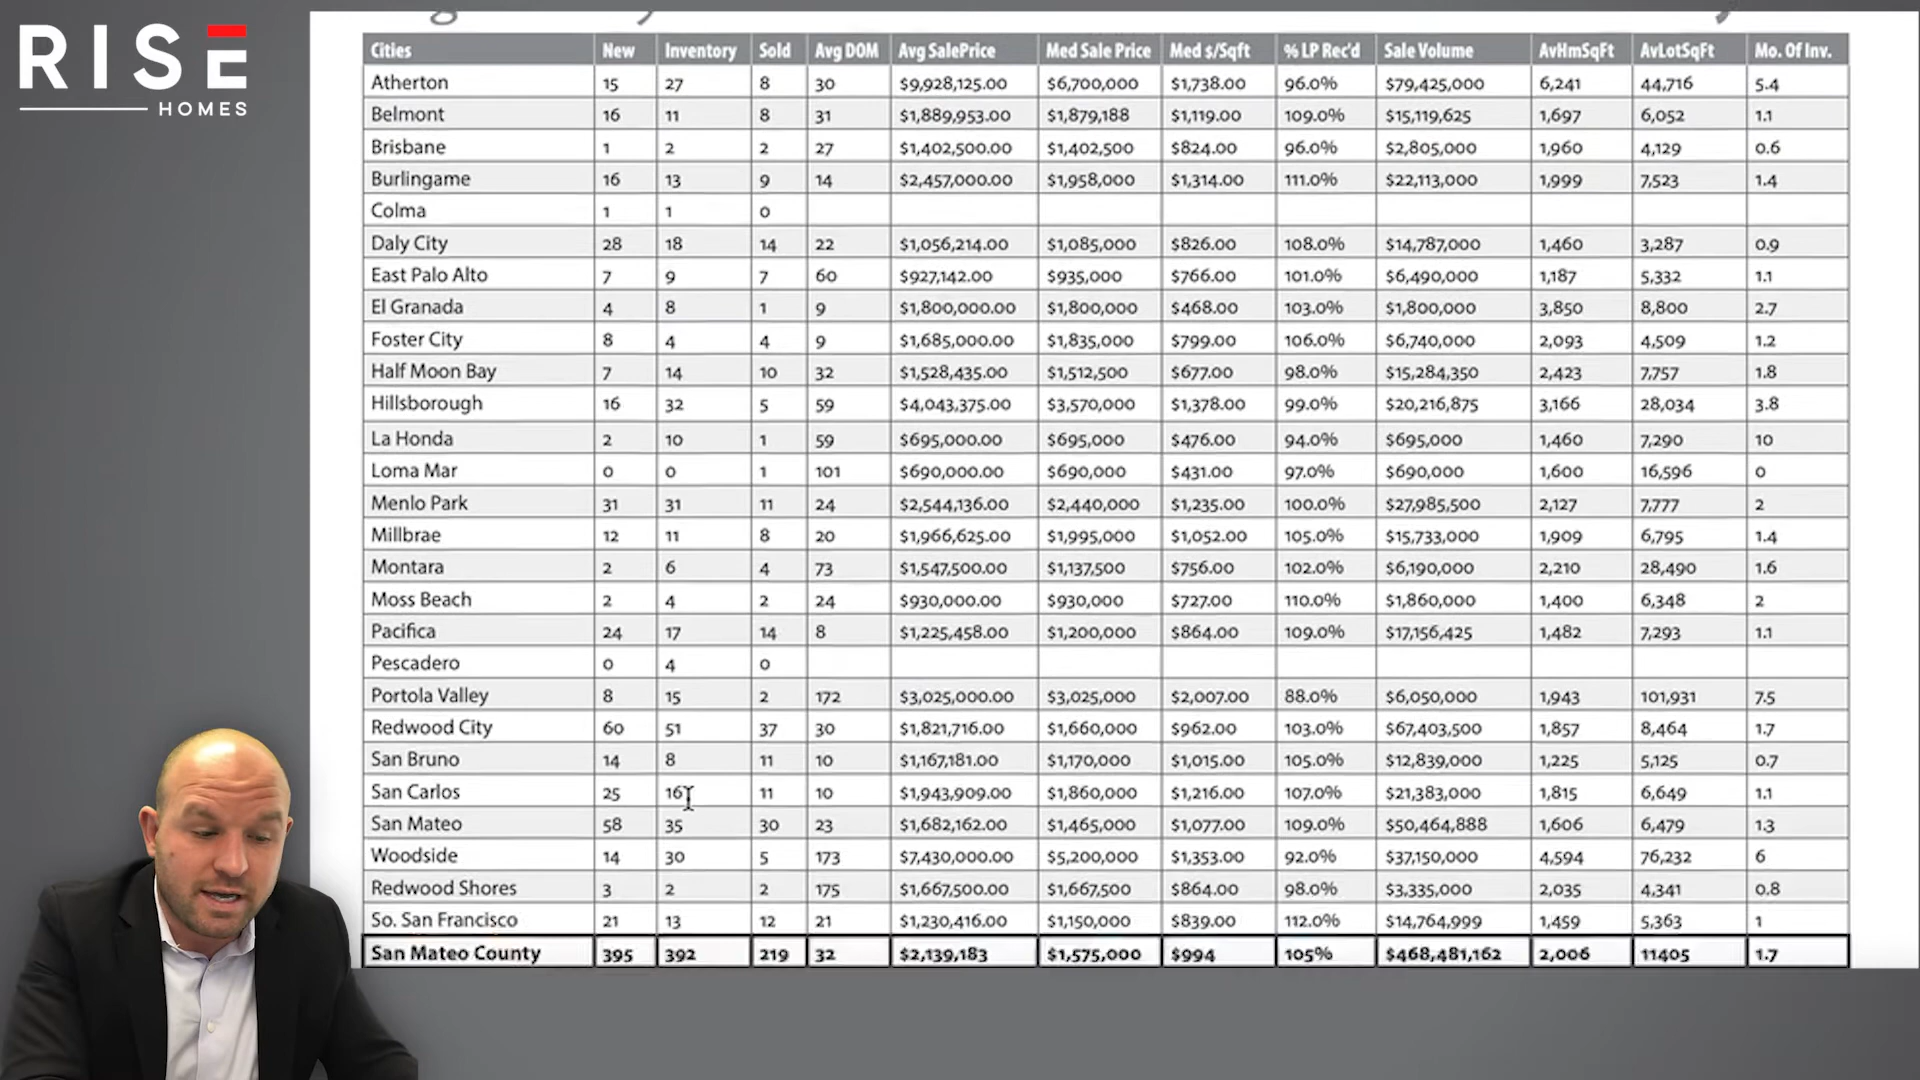 RISE
HOMES
Cities New Inventory Sold Avg DOM Avg SalePrice Med Sale Price Med $/Sqft % LP Rec'd Sale Volume AvHmSqFt AvLotSqFt Mo. Of Inv.
Atherton 15 27 8 30 $9,928,125.00 $6,700,000 $1,738.00 96.0% $79,425,000 6,241 44,716 5.4
Belmont 16 11 8 31 $1,889,953.00 $1,879,188 $1,119.00 109.0% $15,119,625 1,697 6,052 1.1
Brisbane 1 2 2 27 $1,402,500.00 $1,402,500 $824.00 96.0% $2,805,000 1,960 4,129 0.6
Burlingame 16 13 9 14 $2,457,000.00 $1,958,000 $1,314.00 111.0% $22,113,000 1,999 7,523 1.4
Colma 1 1 0
Daly City 28 18 14 22 $1,056,214.00 $1,085,000 $826.00 108.0% $14,787,000 1,460 3,287 0.9
East Palo Alto 7 9 7 60 $927,142.00 $935,000 $766.00 101.0% $6,490,000 1,187 5,332 1.1
El Granada 4 8 1 9 $1,800,000.00 $1,800,000 $468.00 103.0% $1,800,000 3,850 8,800 2.7
Foster City 8 4 4 9 $1,685,000.00 $1,835,000 $799.00 106.0% $6,740,000 2,093 4,509 1.2
Half Moon Bay 7 14 10 32 $1,528,435.00 $1,512,500 $677.00 98.0% $15,284,350 2,423 7,757 1.8
Hillsborough 16 32 5 59 $4,043,375.00 $3,570,000 $1,378.00 99.0% $20,216,875 3,166 28,034 3.8
La Honda 2 10 1 59 $695,000.00 $695,000 $476.00 94.0% $695,000 1,460 7,290 10
Loma Mar 0 0 1 101 $690,000.00 $690,000 $431.00 97.0% $690,000 1,600 16,596 0
Menlo Park 31 31 11 24 $2,544,136.00 $2,440,000 $1,235.00 100.0% $27,985,500 2,127 7,777 2
Millbrae 12 11 8 20 $1,966,625.00 $1,995,000 $1,052.00 105.0% $15,733,000 1,909 6,795 1.4
Montara 2 6 4 73 $1,547,500.00 $1,137,500 $756.00 102.0% $6,190,000 2,210 28,490 1.6
Moss Beach 2 4 2 24 $930,000.00 $930,000 $727.00 110.0% $1,860,000 1,400 6,348 2
Pacifica 24 17 14 8 $1,225,458.00 $1,200,000 $864.00 109.0% $17,156,425 1,482 7,293 1.1
Pescadero 0 4 0
Portola Valley 8 15 2 172 $3,025,000.00 $3,025,000 $2,007.00 88.0% $6,050,000 1,943 101,931 7.5
Redwood City 60 51 37 30 $1,821,716.00 $1,660,000 $962.00 103.0% $67,403,500 1,857 8,464 1.7
San Bruno 14 8 11 10 $1,167,181.00 $1,170,000 $1,015.00 105.0% $12,839,000 1,225 5,125 0.7
San Carlos 25 16 11 10 $1,943,909.00 $1,860,000 $1,216.00 107.0% $21,383,000 1,815 6,649 1.1
San Mateo 58 35 30 23 $1,682,162.00 $1,465,000 $1,077.00 109.0% $50,464,888 1,606 6,479 1.3
Woodside 14 30 5 173 $7,430,000.00 $5,200,000 $1,353.00 92.0% $37,150,000 4,594 76,232 6
Redwood Shores 3 2 2 175 $1,667,500.00 $1,667,500 $864.00 98.0% $3,335,000 2,035 4,341 0.8
So. San Francisco 21 13 12 21 $1,230,416.00 $1,150,000 $839.00 112.0% $14,764,999 1,459 5,363 1
San Mateo County 395 392 219 32 $2,139,183 $1,575,000 $994 105% $468,481,162 2,006 11405 1.7